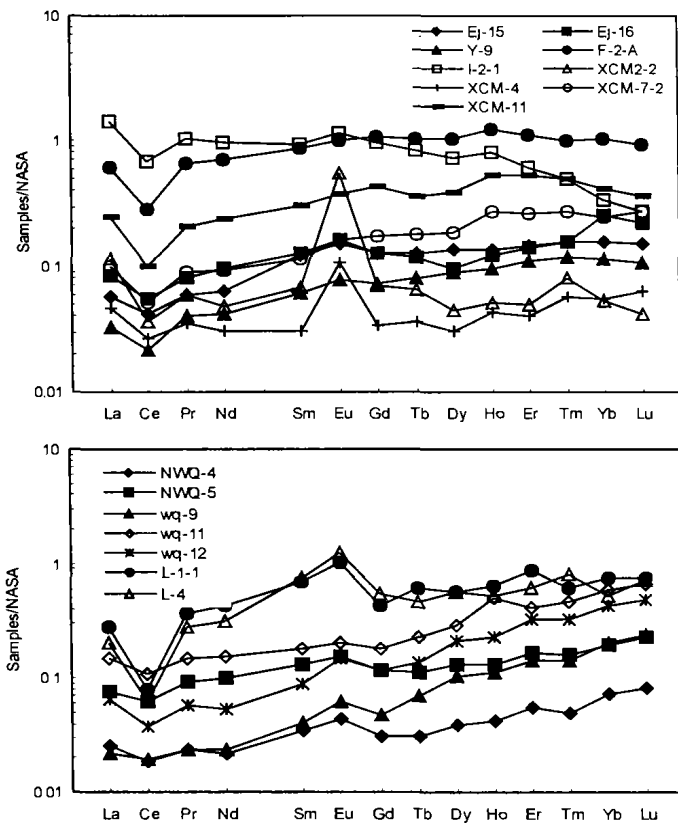 Samples/NASA
10
1
0.1
0.01
Ej-15
Ej-16
Y-9
F-2-A
I-2-1
XCM2-2
XCM-4
XCM-7-2
XCM-11
La Ce Pr Nd Sm Eu Gd Tb Dy Ho Er Tm Yb Lu
Samples/NASA
10
1
0.1
0.01
NWQ-4
NWQ-5
wq-9
wq-11
wq-12
L-1-1
L-4
La Ce Pr Nd Sm Eu Gd Tb Dy Ho Er Tm Yb Lu